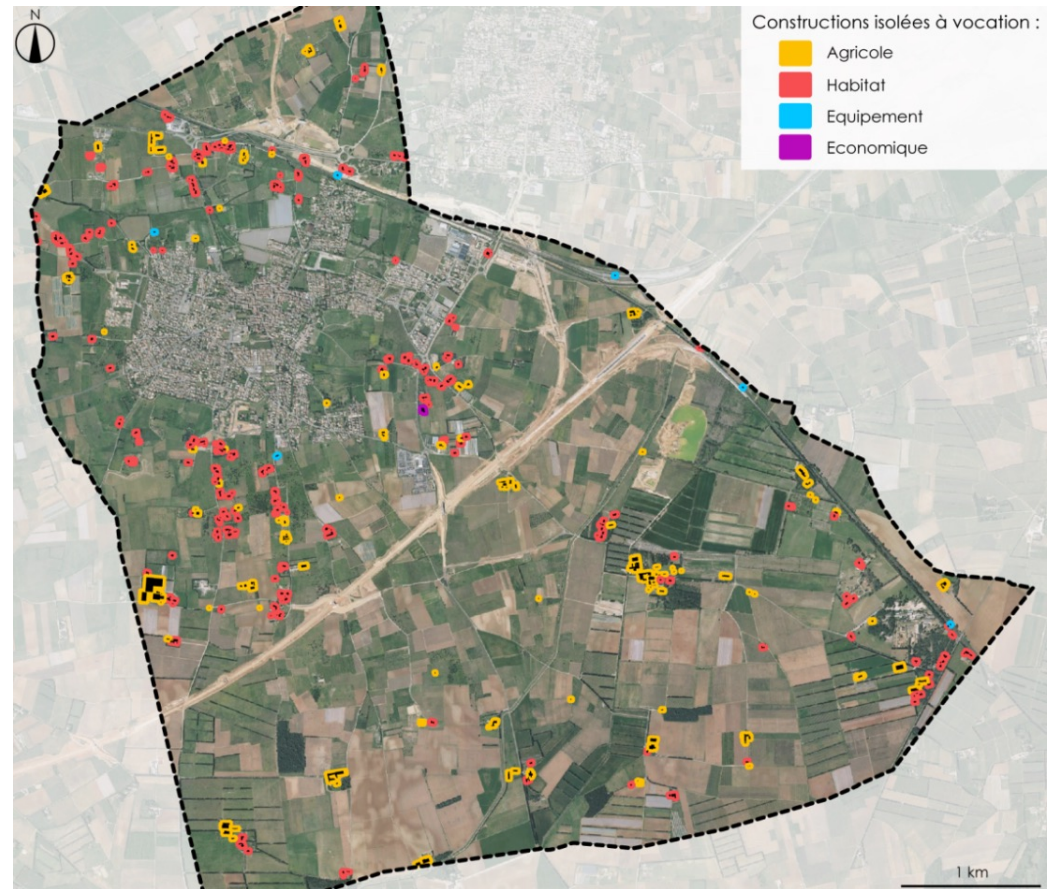 N
Constructions isolées à vocation :
Agricole
Habitat
Equipement
Economique
1 km